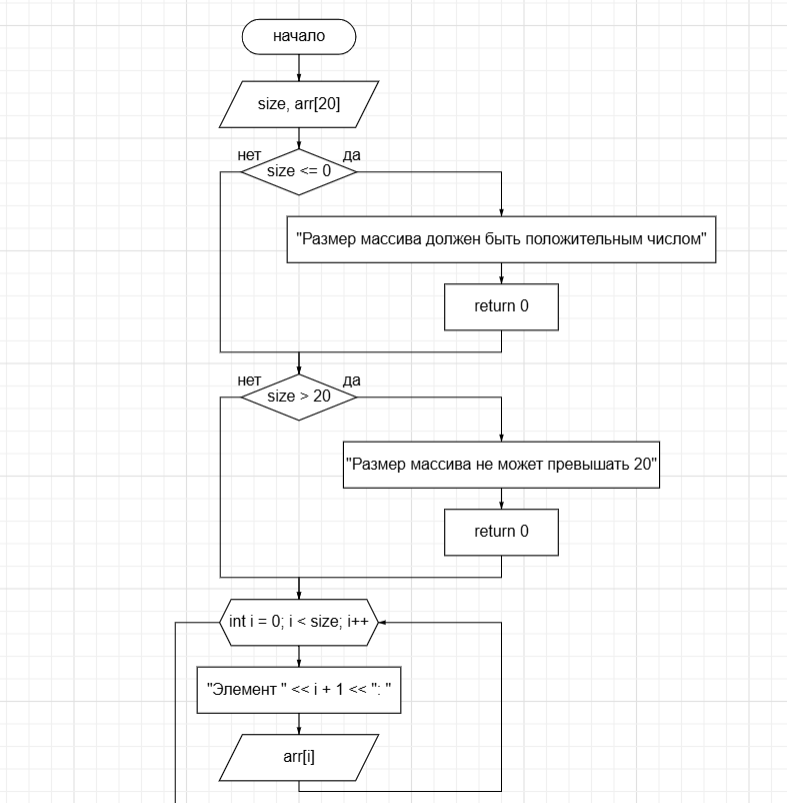 начало
size, arr[20]
нет
да
size <= 0
"Размер массива должен быть положительным числом"
return 0
нет
да
size > 20
"Размер массива не может превышать 20"
return 0
int i = 0; i < size; i++
"Элемент " << i + 1 << ": "
arr[i]